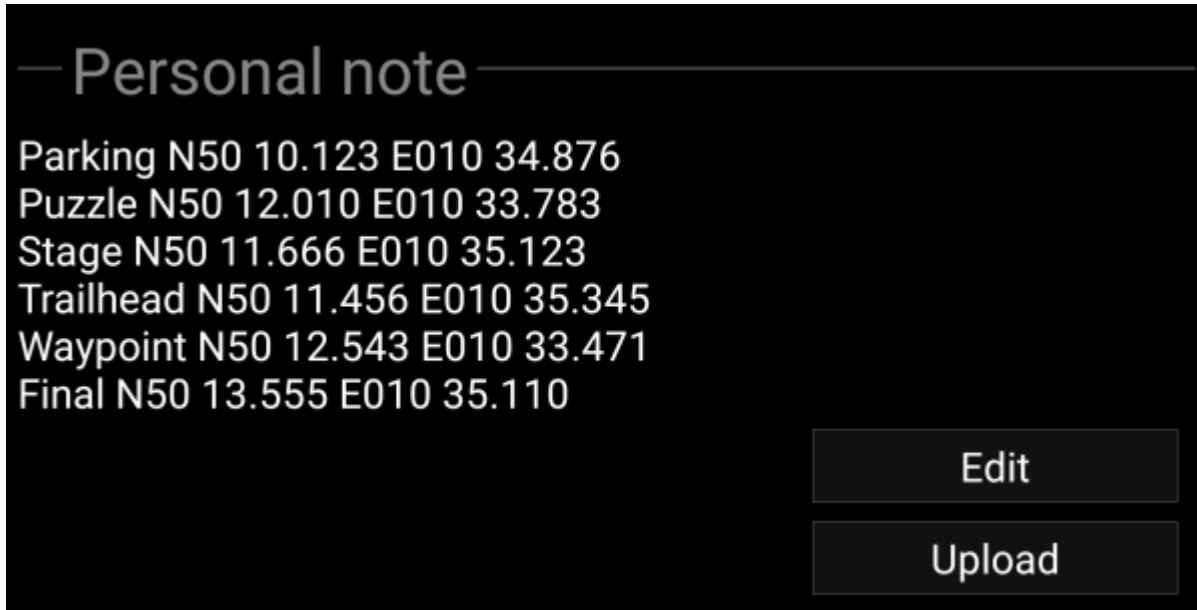 Personal note
Parking N50 10.123 E010 34.876
Puzzle N50 12.010 E010 33.783
Stage N50 11.666 E010 35.123
Trailhead N50 11.456 E010 35.345
Waypoint N50 12.543 E010 33.471
Final N50 13.555 E010 35.110
Edit
Upload